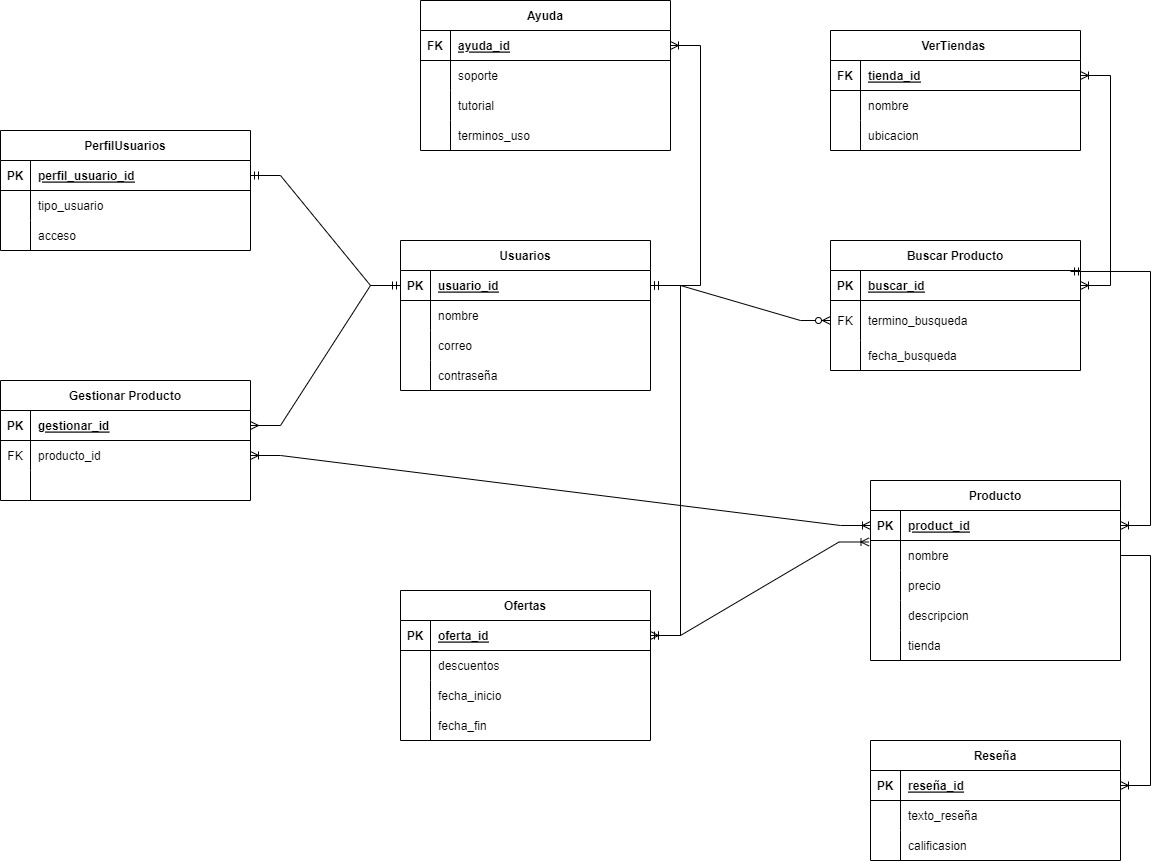 Ayuda
FK ayuda_id
soporte
tutorial
terminos_uso
VerTiendas
FK tienda_id
nombre
ubicacion
PerfilUsuarios
PK perfil_usuario_id
tipo_usuario
acceso
Usuarios
PK usuario_id
nombre
correo
contraseña
Buscar Producto
PK buscar_id
FK termino_busqueda
fecha_busqueda
Gestionar Producto
PK gestionar_id
FK producto_id
Producto
PK product_id
nombre
precio
descripcion
tienda
Ofertas
PK oferta_id
descuentos
fecha_inicio
fecha_fin
Reseña
PK reseña_id
texto_reseña
calificasion